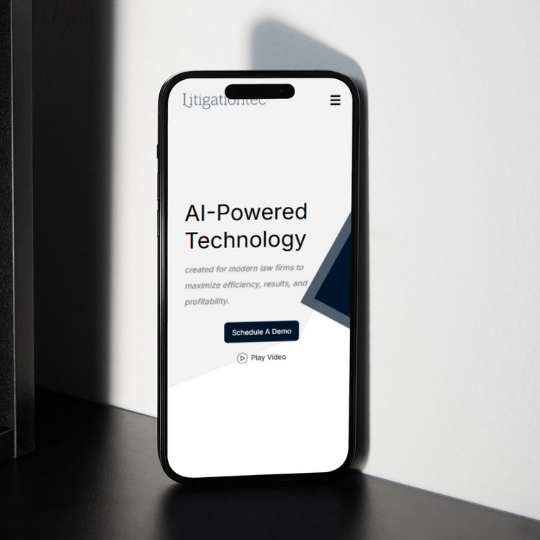 Litigationtec
AI-Powered
Technology
created for modern law firms to
maximize efficiency, results, and
profitability.
Schedule A Demo
Play Video